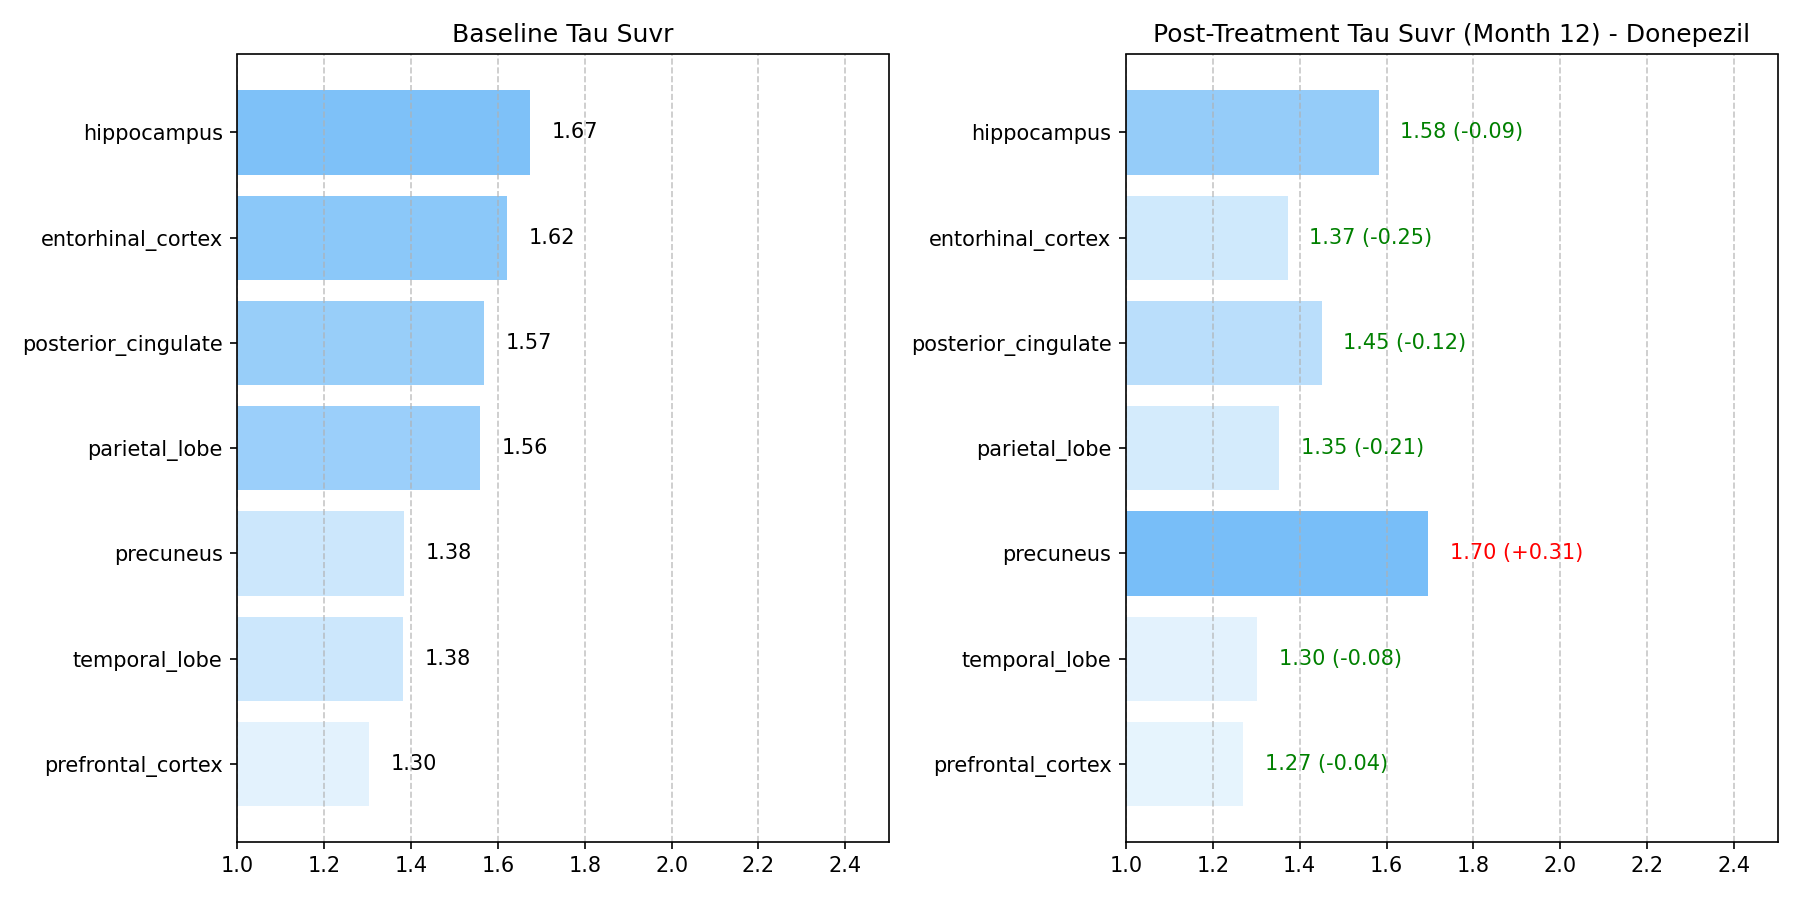 Baseline Tau Suvr
hippocampus
1.67
entorhinal_cortex
1.62
posterior_cingulate
1.57
parietal_lobe
1.56
precuneus
1.38
temporal_lobe
1.38
prefrontal_cortex
1.30
1.0 1.2 1.4 1.6 1.8 2.0 2.2 2.4
Post-Treatment Tau Suvr (Month 12) - Donepezil
hippocampus
1.58 (-0.09)
entorhinal_cortex
1.37 (-0.25)
posterior_cingulate
1.45 (-0.12)
parietal_lobe
1.35 (-0.21)
precuneus
1.70 (+0.31)
temporal_lobe
1.30 (-0.08)
prefrontal_cortex
1.27 (-0.04)
1.0 1.2 1.4 1.6 1.8 2.0 2.2 2.4